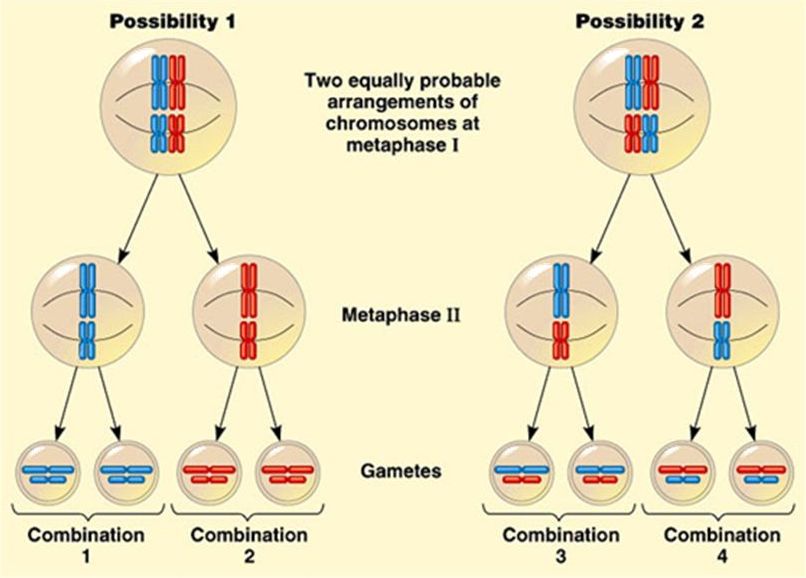 Possibility 1
Possibility 2
Two equally probable
arrangements of
chromosomes at
metaphase I
Metaphase II
Gametes
Combination
1
Combination
2
Combination
3
Combination
4